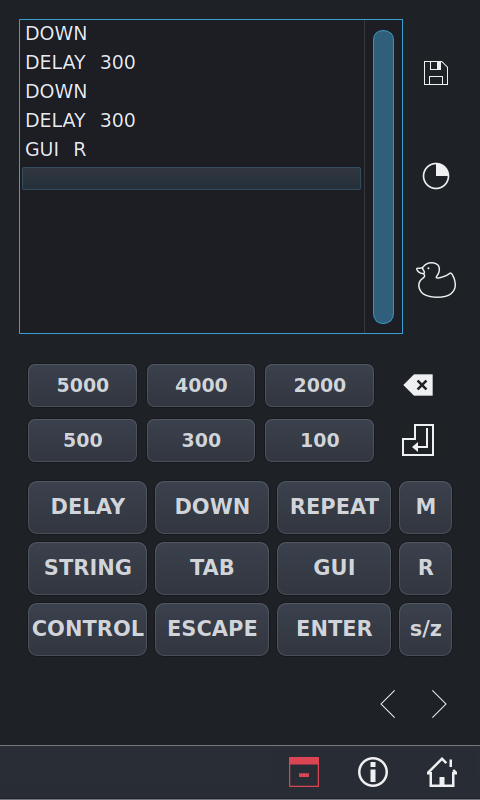 DOWN
DELAY 300
DOWN
DELAY 300
GUI R
5000 4000 2000
500 300 100
DELAY DOWN REPEAT M
STRING TAB GUI R
CONTROL ESCAPE ENTER s/z